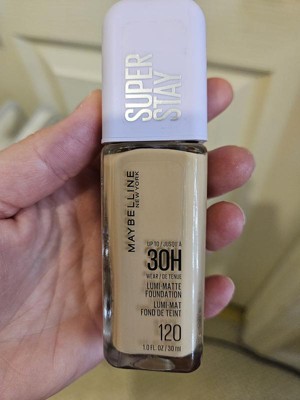 SUPER
STAY
MAYBELLINE
NEW YORK
UP TO / JUSQU'À
30H
WEAR / DE TENUE
LUMI-MATTE
FOUNDATION
LUMI-MAT
FOND DE TEINT
120
1.0 FL OZ / 30 ml